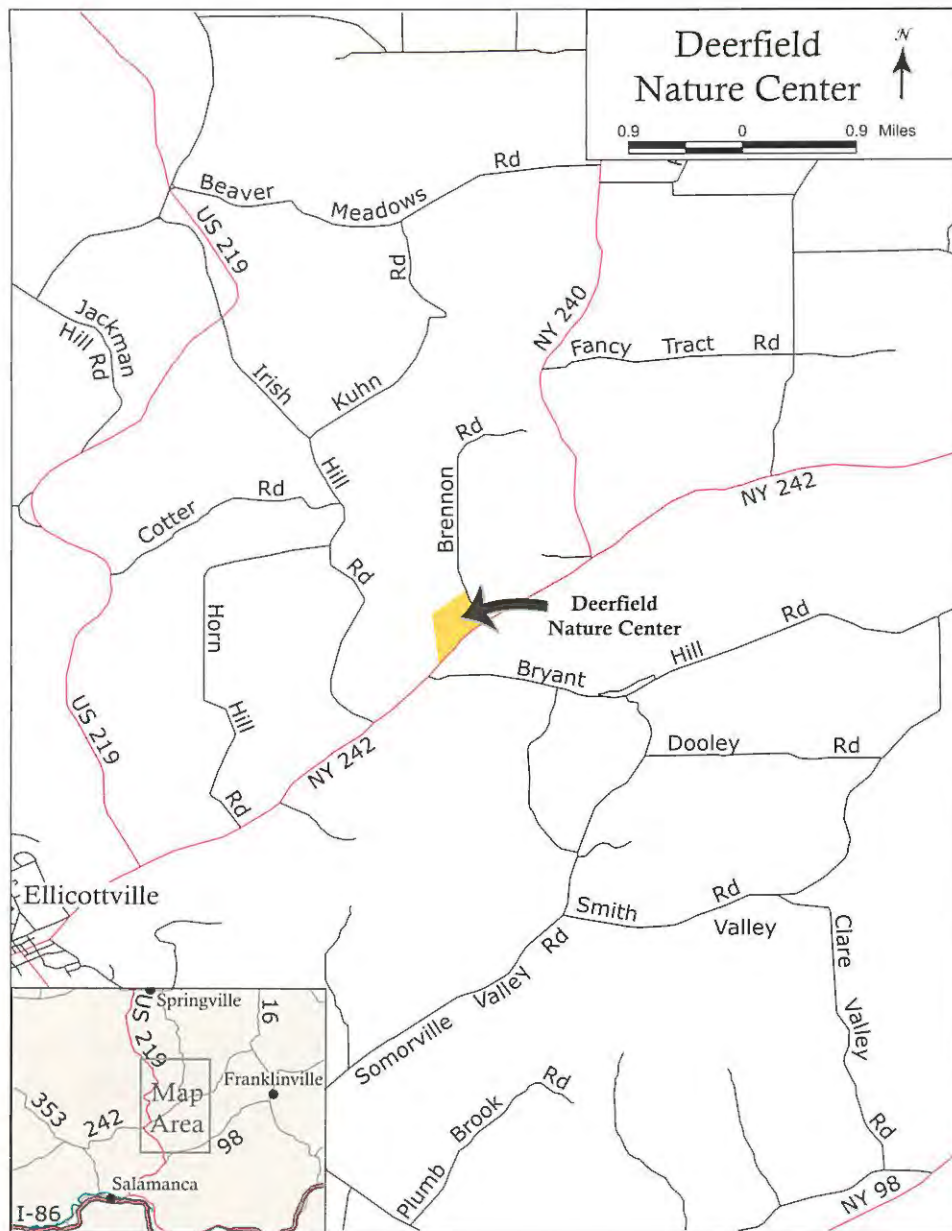 Deerfield
Nature Center
N
0.9 0 0.9 Miles
Beaver Meadows Rd
US 219
Jackman
Hill Rd
Rd
Kuhn
Irish
Hill
Rd
NY 240
Fancy Tract Rd
Rd
Brennon
NY 242
Cotter Rd
Horn
Hill
Rd
Deerfield
Nature Center
Bryant Hill Rd
US 219
NY 242
Dooley Rd
Ellicottville
Smith Valley Rd
Somorville Valley Rd
Clare Valley Rd
Plumb Brook Rd
NY 98
Springville
US 219
16
Franklinville
Map
Area
353
242
98
Salamanca
I-86